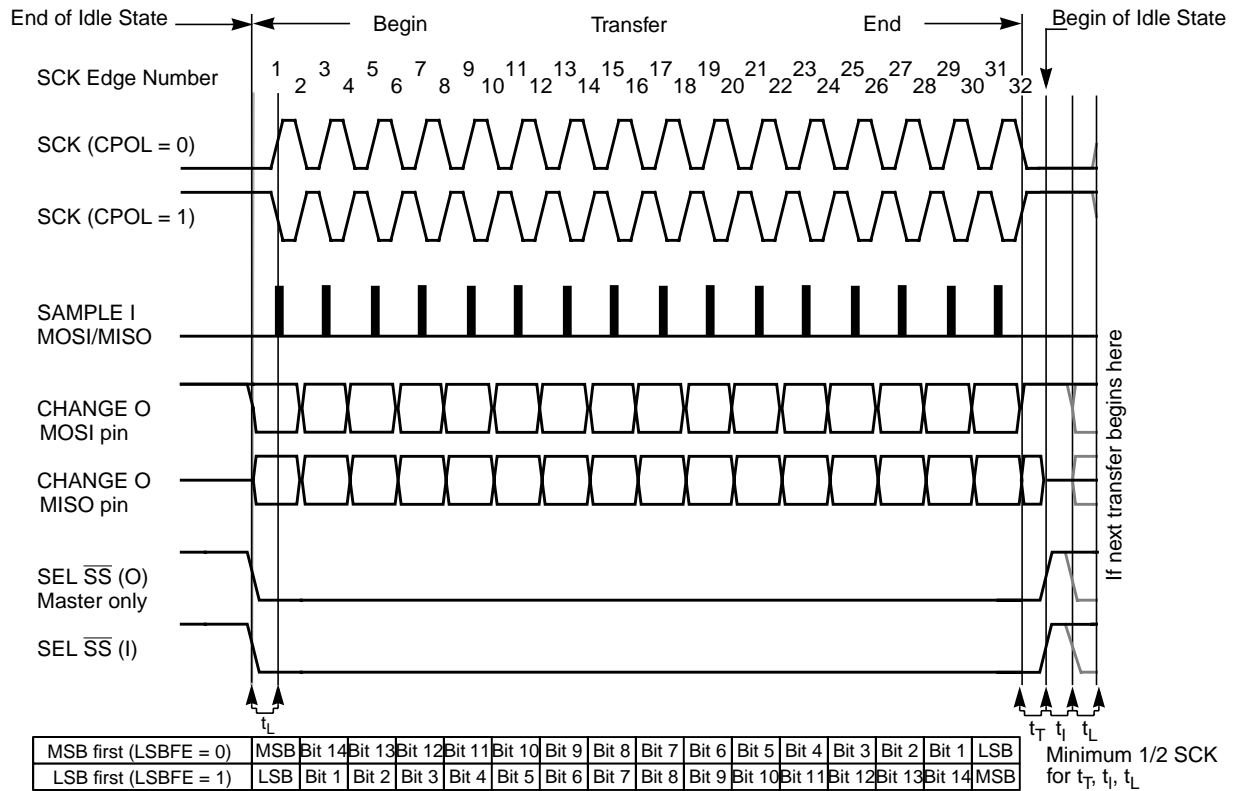 End of Idle State
Begin
Transfer
End
Begin of Idle State
SCK Edge Number
1 2 3 4 5 6 7 8 9 10 11 12 13 14 15 16 17 18 19 20 21 22 23 24 25 26 27 28 29 30 31 32
SCK (CPOL = 0)
SCK (CPOL = 1)
SAMPLE I
MOSI/MISO
CHANGE O
MOSI pin
CHANGE O
MISO pin
SEL S̅S̅ (O)
Master only
SEL S̅S̅ (I)
If next transfer begins here
tL
tT tI tL
MSB first (LSBFE = 0) MSB Bit 14 Bit 13 Bit 12 Bit 11 Bit 10 Bit 9 Bit 8 Bit 7 Bit 6 Bit 5 Bit 4 Bit 3 Bit 2 Bit 1 LSB
LSB first (LSBFE = 1) LSB Bit 1 Bit 2 Bit 3 Bit 4 Bit 5 Bit 6 Bit 7 Bit 8 Bit 9 Bit 10 Bit 11 Bit 12 Bit 13 Bit 14 MSB
Minimum 1/2 SCK
for tT, tI, tL